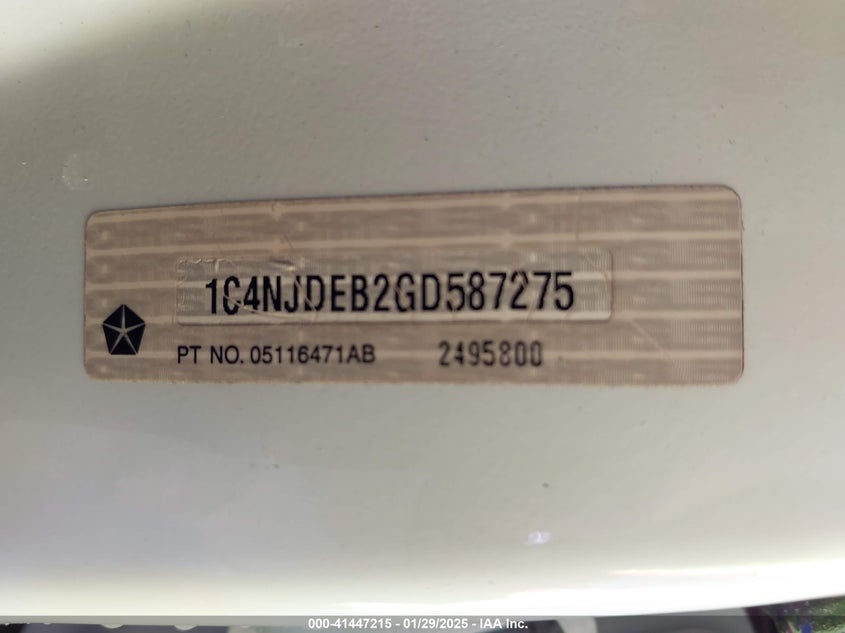 1C4NJDEB2GD587275
PT NO. 05116471AB 2495800
000-41447215 - 01/29/2025 - IAA Inc.